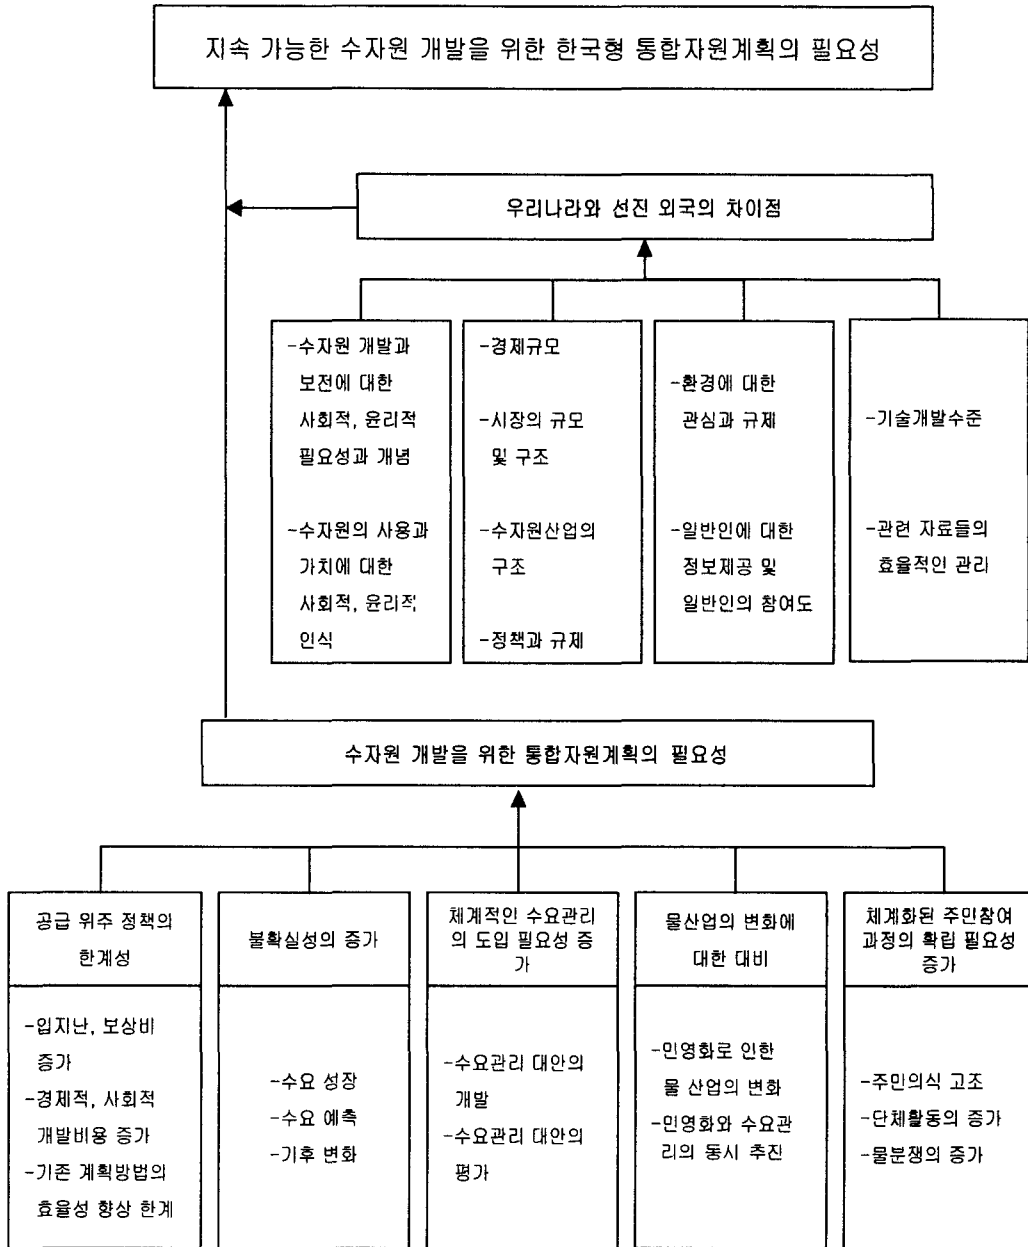 지속 가능한 수자원 개발을 위한 한국형 통합자원계획의 필요성
우리나라와 선진 외국의 차이점
-수자원 개발과
보전에 대한
사회적, 윤리적
필요성과 개념
-수자원의 사용과
가치에 대한
사회적, 윤리적
인식
-경제규모
-시장의 규모
및 구조
-수자원산업의
구조
-정책과 규제
-환경에 대한
관심과 규제
-일반인에 대한
정보제공 및
일반인의 참여도
-기술개발수준
-관련 자료들의
효율적인 관리
수자원 개발을 위한 통합자원계획의 필요성
공급 위주 정책의
한계성
-입지난, 보상비
증가
-경제적, 사회적
개발비용 증가
-기존 계획방법의
효율성 향상 한계
불확실성의 증가
-수요 성장
-수요 예측
-기후 변화
체계적인 수요관리
의 도입 필요성 증
가
-수요관리 대안의
개발
-수요관리 대안의
평가
물산업의 변화에
대한 대비
-민영화로 인한
물 산업의 변화
-민영화와 수요관
리의 동시 추진
체계화된 주민참여
과정의 확립 필요성
증가
-주민의식 고조
-단체활동의 증가
-물분쟁의 증가